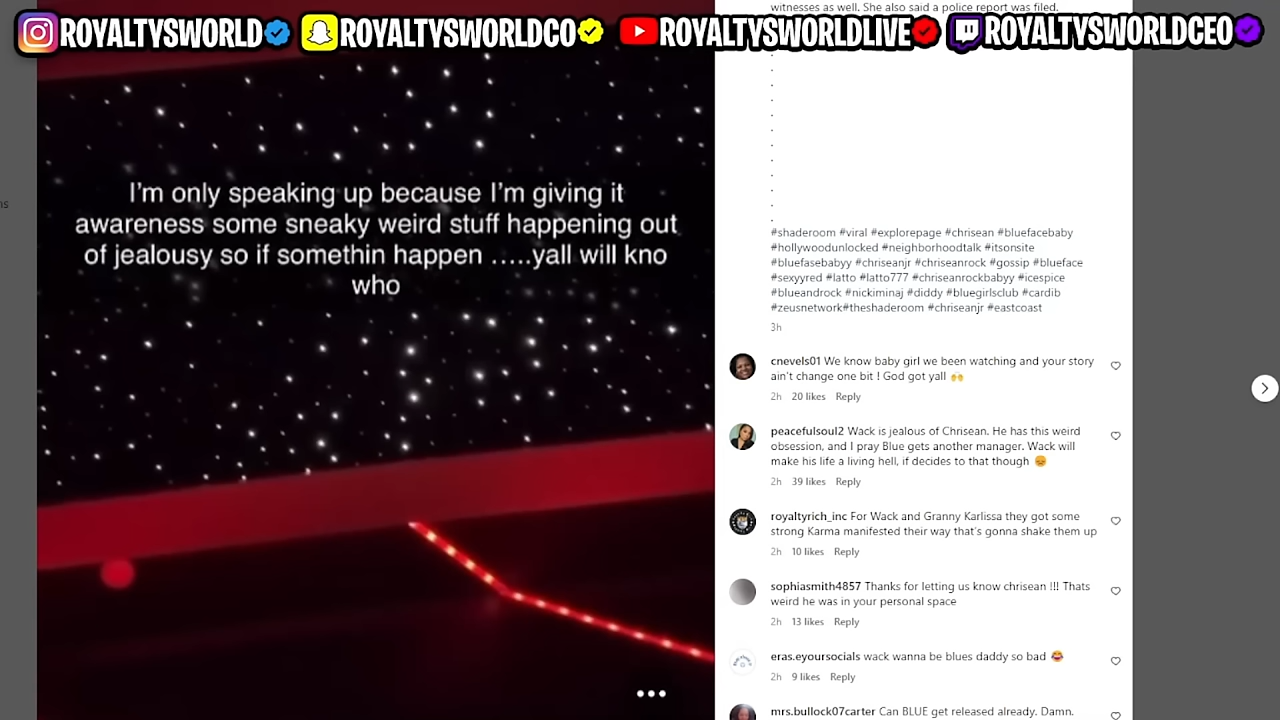 witnesses as well. She also said a police report was filed.
ROYALTYSWORLD ROYALTYSWORLDCO ROYALTYSWORLDLIVE ROYALTYSWORLDCEO
I'm only speaking up because I'm giving it
awareness some sneaky weird stuff happening out
of jealousy so if somethin happen …..yall will kno
who
.
.
.
.
.
.
.
.
.
.
.
#shaderoom #viral #explorepage #chrisean #bluefacebaby
#hollywoodunlocked #neighborhoodtalk #itsonsite
#bluefasebabyy #chriseanjr #chriseanrock #gossip #blueface
#sexyyred #latto #latto777 #chriseanrockbabyy #icespice
#blueandrock #nickiminaj #diddy #bluegirlsclub #cardib
#zeusnetwork#theshaderoom #chriseanjr #eastcoast
3h
cnevels01 We know baby girl we been watching and your story
ain't change one bit ! God got yall 🙌
2h 20 likes Reply
peacefulsoul2 Wack is jealous of Chrisean. He has this weird
obsession, and I pray Blue gets another manager. Wack will
make his life a living hell, if decides to that though 😡
2h 39 likes Reply
royaltyrich_inc For Wack and Granny Karlissa they got some
strong Karma manifested their way that's gonna shake them up
2h 10 likes Reply
sophiasmith4857 Thanks for letting us know chrisean !!! Thats
weird he was in your personal space
2h 13 likes Reply
eras.eyoursocials wack wanna be blues daddy so bad 😂
2h 9 likes Reply
mrs.bullock07carter Can BLUE get released already. Damn.